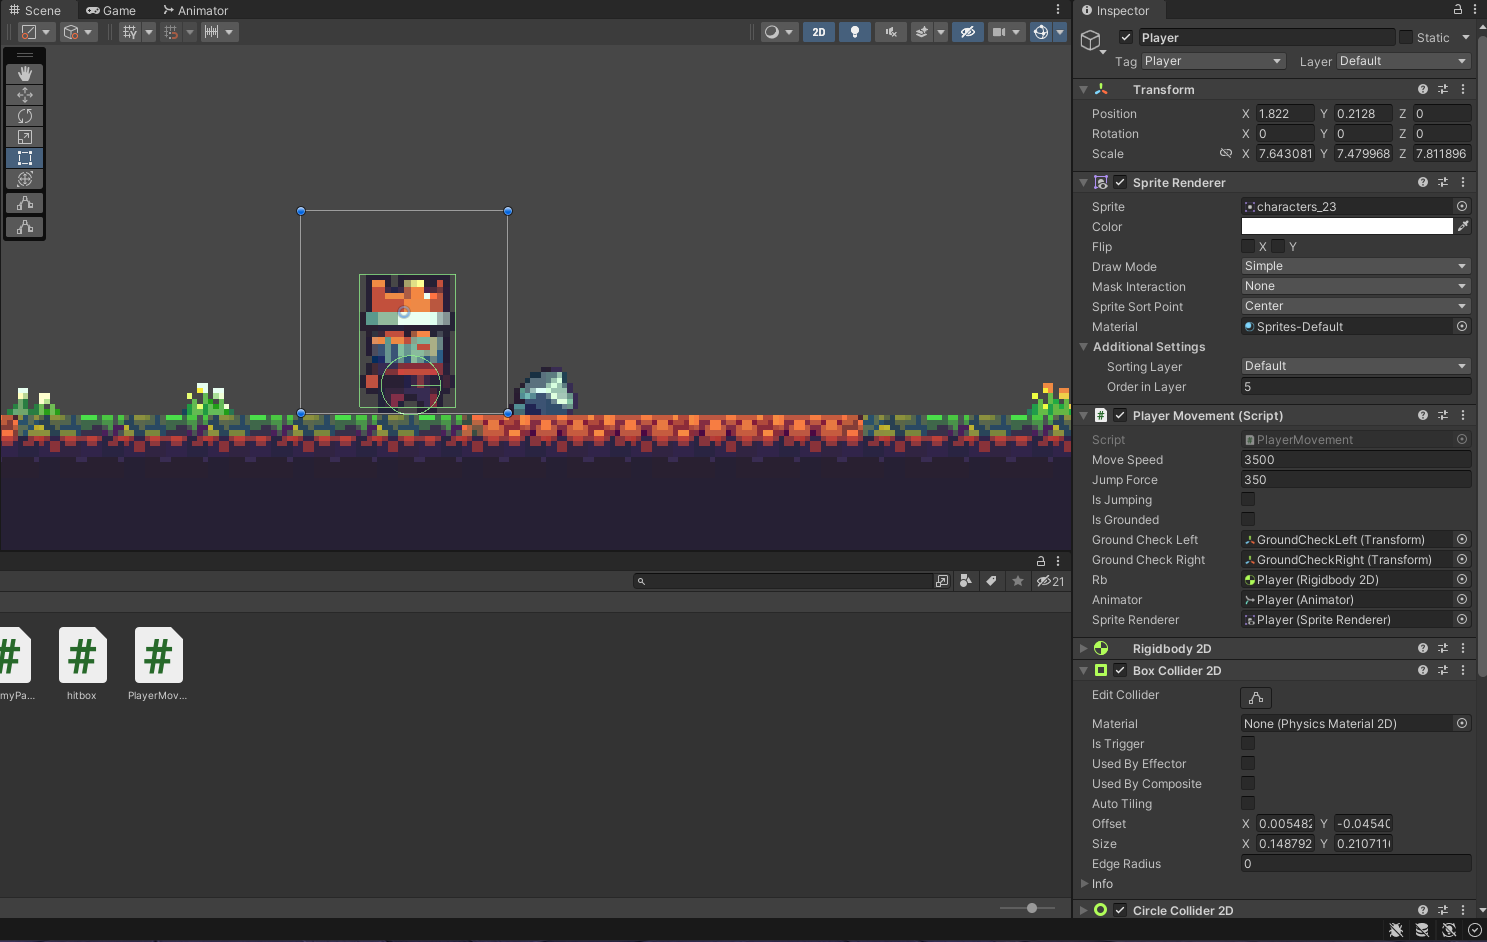 Scene Game Animator
2D
Inspector
Player Static
Tag Player Layer Default
Transform
Position X 1.822 Y 0.2128 Z 0
Rotation X 0 Y 0 Z 0
Scale X 7.643081 Y 7.479968 Z 7.811896
Sprite Renderer
Sprite characters_23
Color
Flip X Y
Draw Mode Simple
Mask Interaction None
Sprite Sort Point Center
Material Sprites-Default
Additional Settings
Sorting Layer Default
Order in Layer 5
Player Movement (Script)
Script PlayerMovement
Move Speed 3500
Jump Force 350
Is Jumping
Is Grounded
Ground Check Left GroundCheckLeft (Transform)
Ground Check Right GroundCheckRight (Transform)
Rb Player (Rigidbody 2D)
Animator Player (Animator)
Sprite Renderer Player (Sprite Renderer)
Rigidbody 2D
Box Collider 2D
Edit Collider
Material None (Physics Material 2D)
Is Trigger
Used By Effector
Used By Composite
Auto Tiling
Offset X 0.005482 Y -0.04540
Size X 0.148792 Y 0.210711
Edge Radius 0
Info
Circle Collider 2D
21
myPa... hitbox PlayerMov...